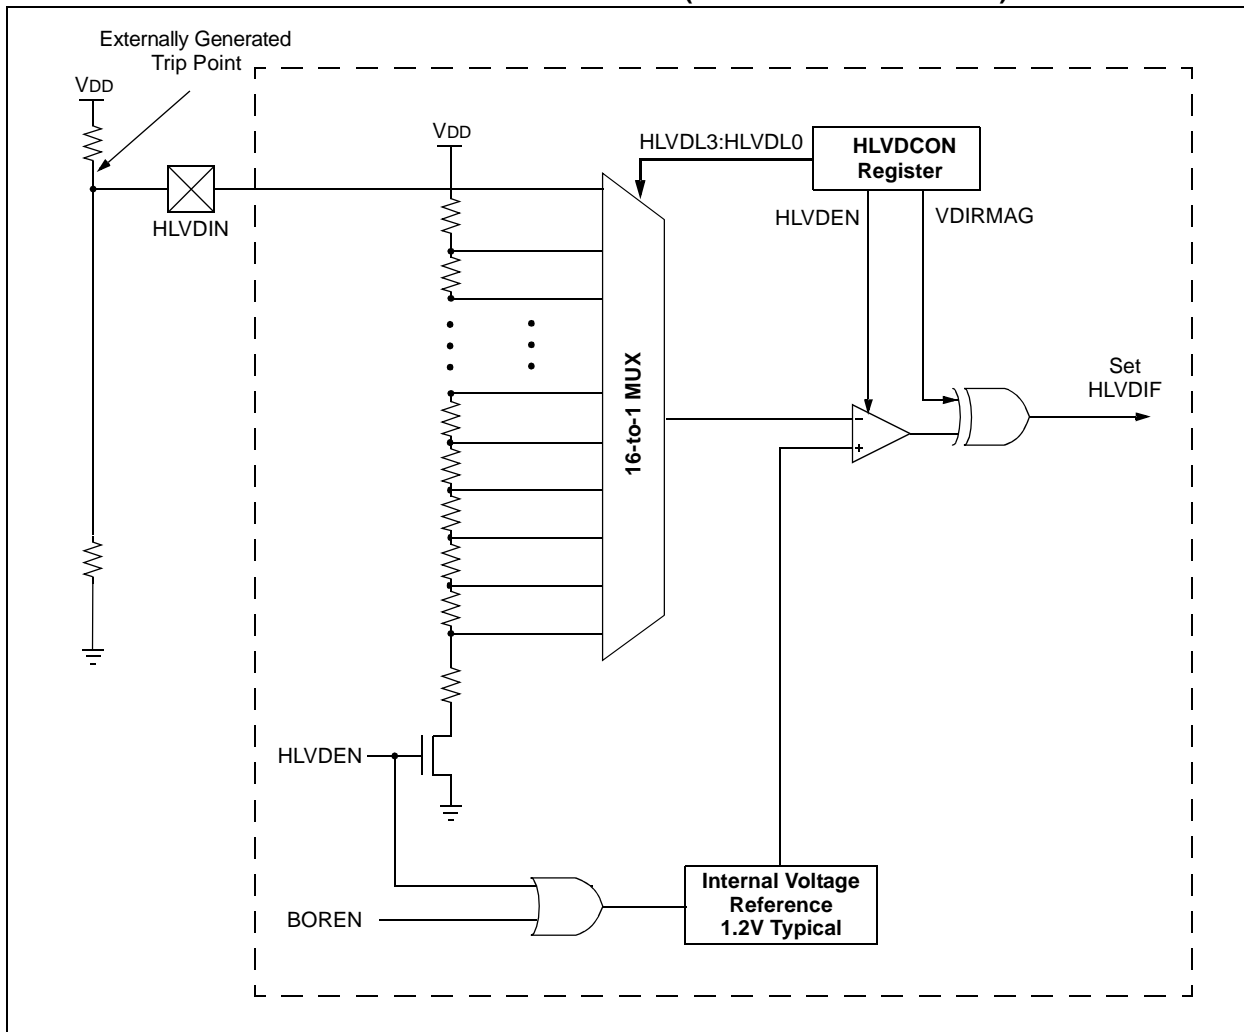 Externally Generated
Trip Point
VDD
VDD
HLVDIN
HLVDL3:HLVDL0
HLVDCON
Register
HLVDEN
VDIRMAG
16-to-1 MUX
–
+
Set
HLVDIF
HLVDEN
BOREN
Internal Voltage
Reference
1.2V Typical